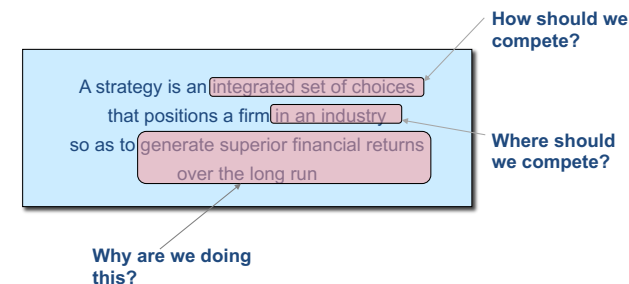 How should we
compete?
A strategy is an integrated set of choices
that positions a firm in an industry
so as to generate superior financial returns
over the long run
Where should
we compete?
Why are we doing
this?